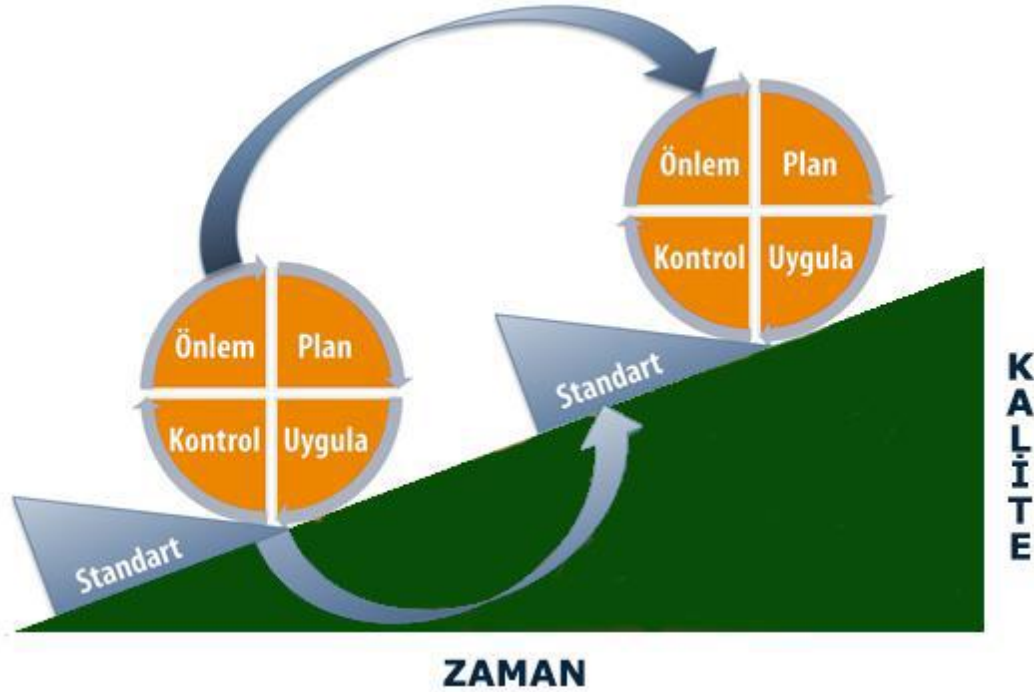 Önlem Plan
Kontrol Uygula
Standart
Önlem Plan
Kontrol Uygula
Standart
KALİTE
ZAMAN